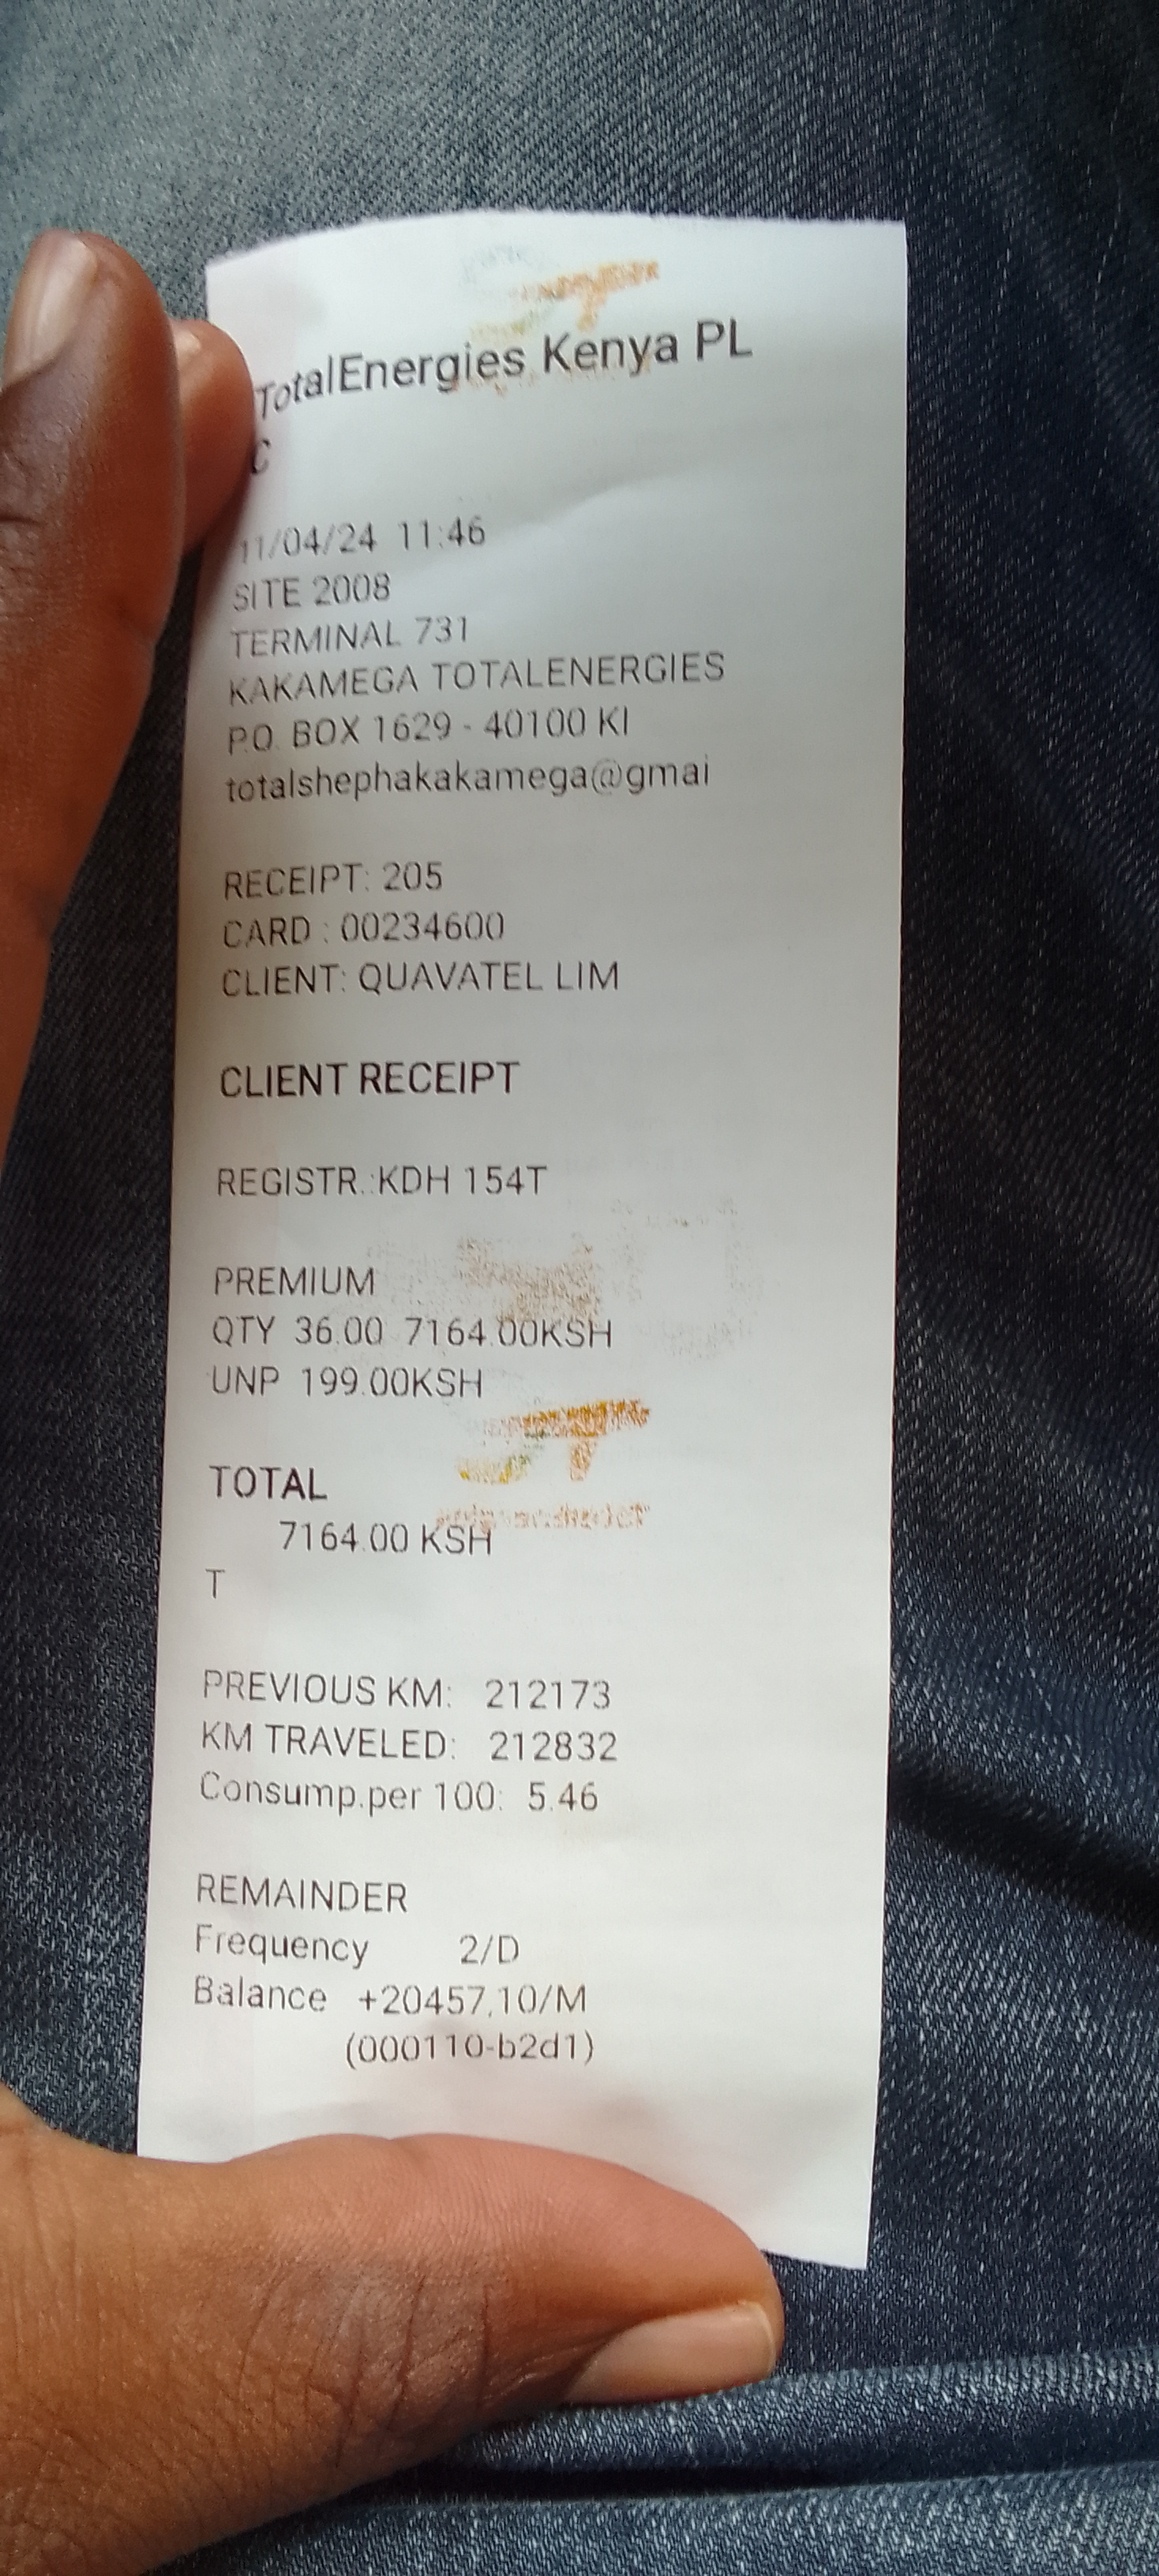 TotalEnergies Kenya PL
C
11/04/24 11:46
SITE 2008
TERMINAL 731
KAKAMEGA TOTALENERGIES
P.O. BOX 1629 - 40100 KI
totalshephakakamega@gmai
RECEIPT: 205
CARD : 00234600
CLIENT: QUAVATEL LIM
CLIENT RECEIPT
REGISTR.:KDH 154T
PREMIUM
QTY 36.00 7164.00KSH
UNP 199.00KSH
TOTAL
7164.00 KSH
T
PREVIOUS KM: 212173
KM TRAVELED: 212832
Consump.per 100: 5.46
REMAINDER
Frequency 2/D
Balance +20457,10/M
(000110-b2d1)